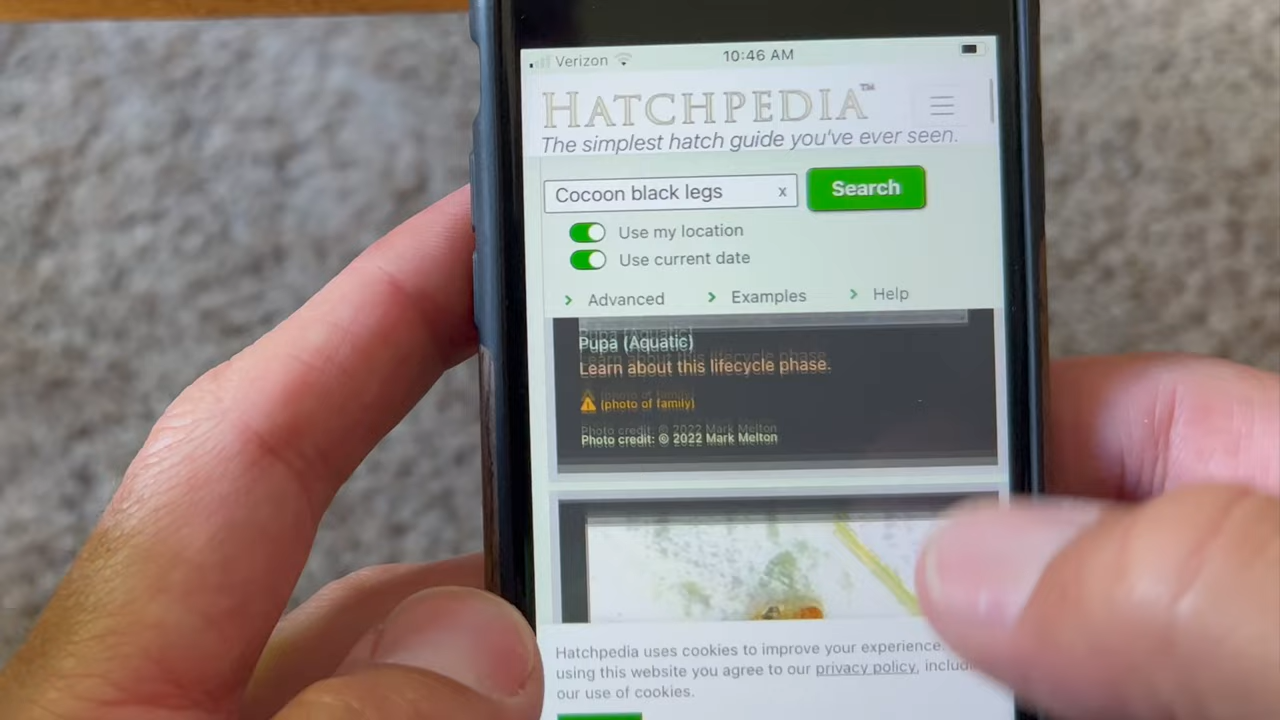 Verizon
10:46 AM
HATCHPEDIA™
The simplest hatch guide you've ever seen.
Cocoon black legs x
Search
Use my location
Use current date
Advanced Examples Help
Pupa (Aquatic)
Learn about this lifecycle phase.
(photo of family)
Photo credit: © 2022 Mark Melton
Hatchpedia uses cookies to improve your experience.
using this website you agree to our privacy policy,
our use of cookies.